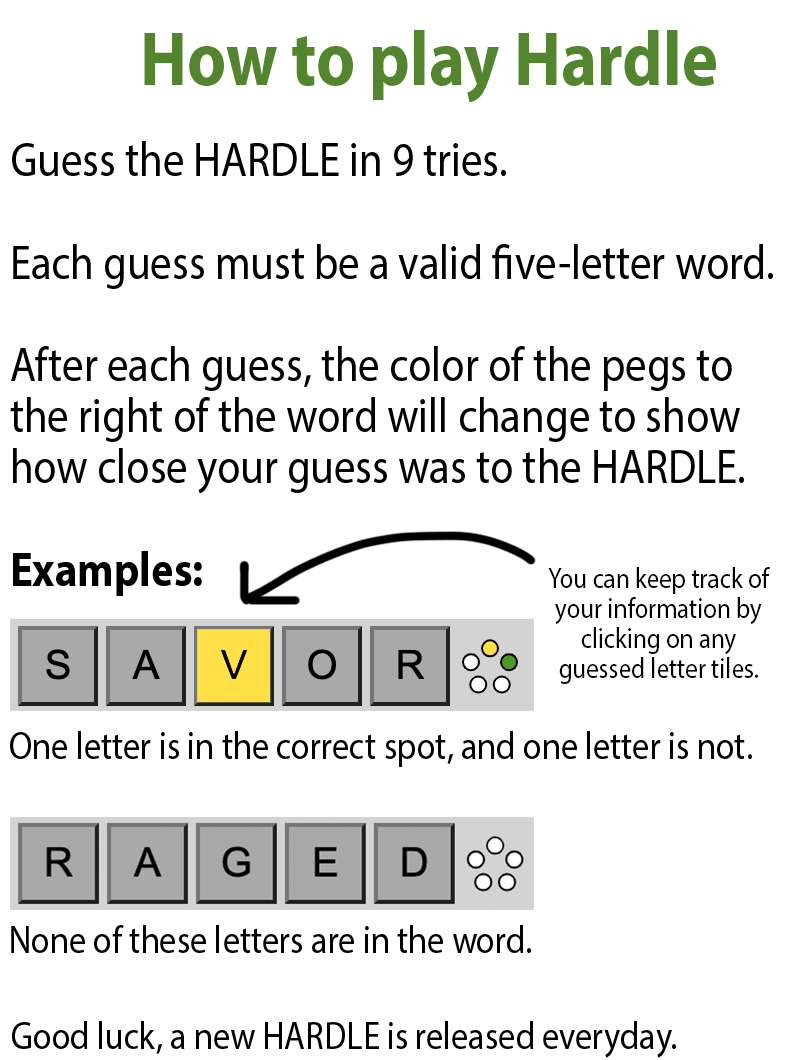 How to play Hardle
Guess the HARDLE in 9 tries.
Each guess must be a valid five-letter word.
After each guess, the color of the pegs to
the right of the word will change to show
how close your guess was to the HARDLE.
Examples:
You can keep track of
your information by
clicking on any
guessed letter tiles.
S A V O R
One letter is in the correct spot, and one letter is not.
R A G E D
None of these letters are in the word.
Good luck, a new HARDLE is released everyday.